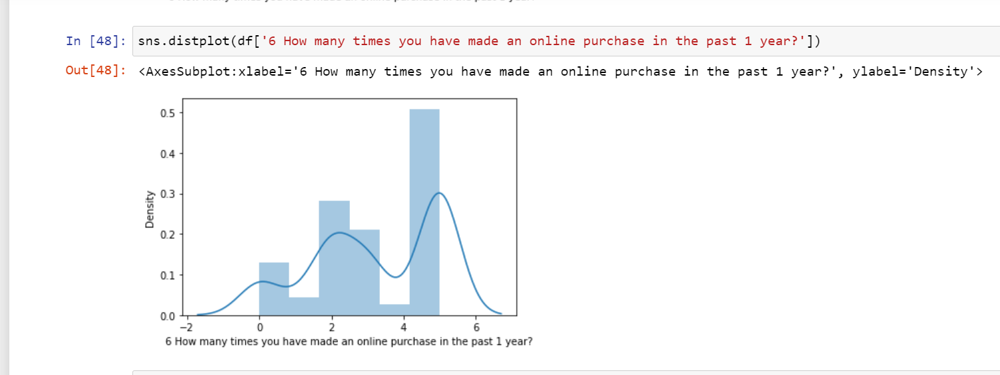 In [48]: sns.distplot(df['6 How many times you have made an online purchase in the past 1 year?'])
Out[48]: <AxesSubplot:xlabel='6 How many times you have made an online purchase in the past 1 year?', ylabel='Density'>
0.5
0.4
0.3
0.2
0.1
0.0
Density
−2 0 2 4 6
6 How many times you have made an online purchase in the past 1 year?